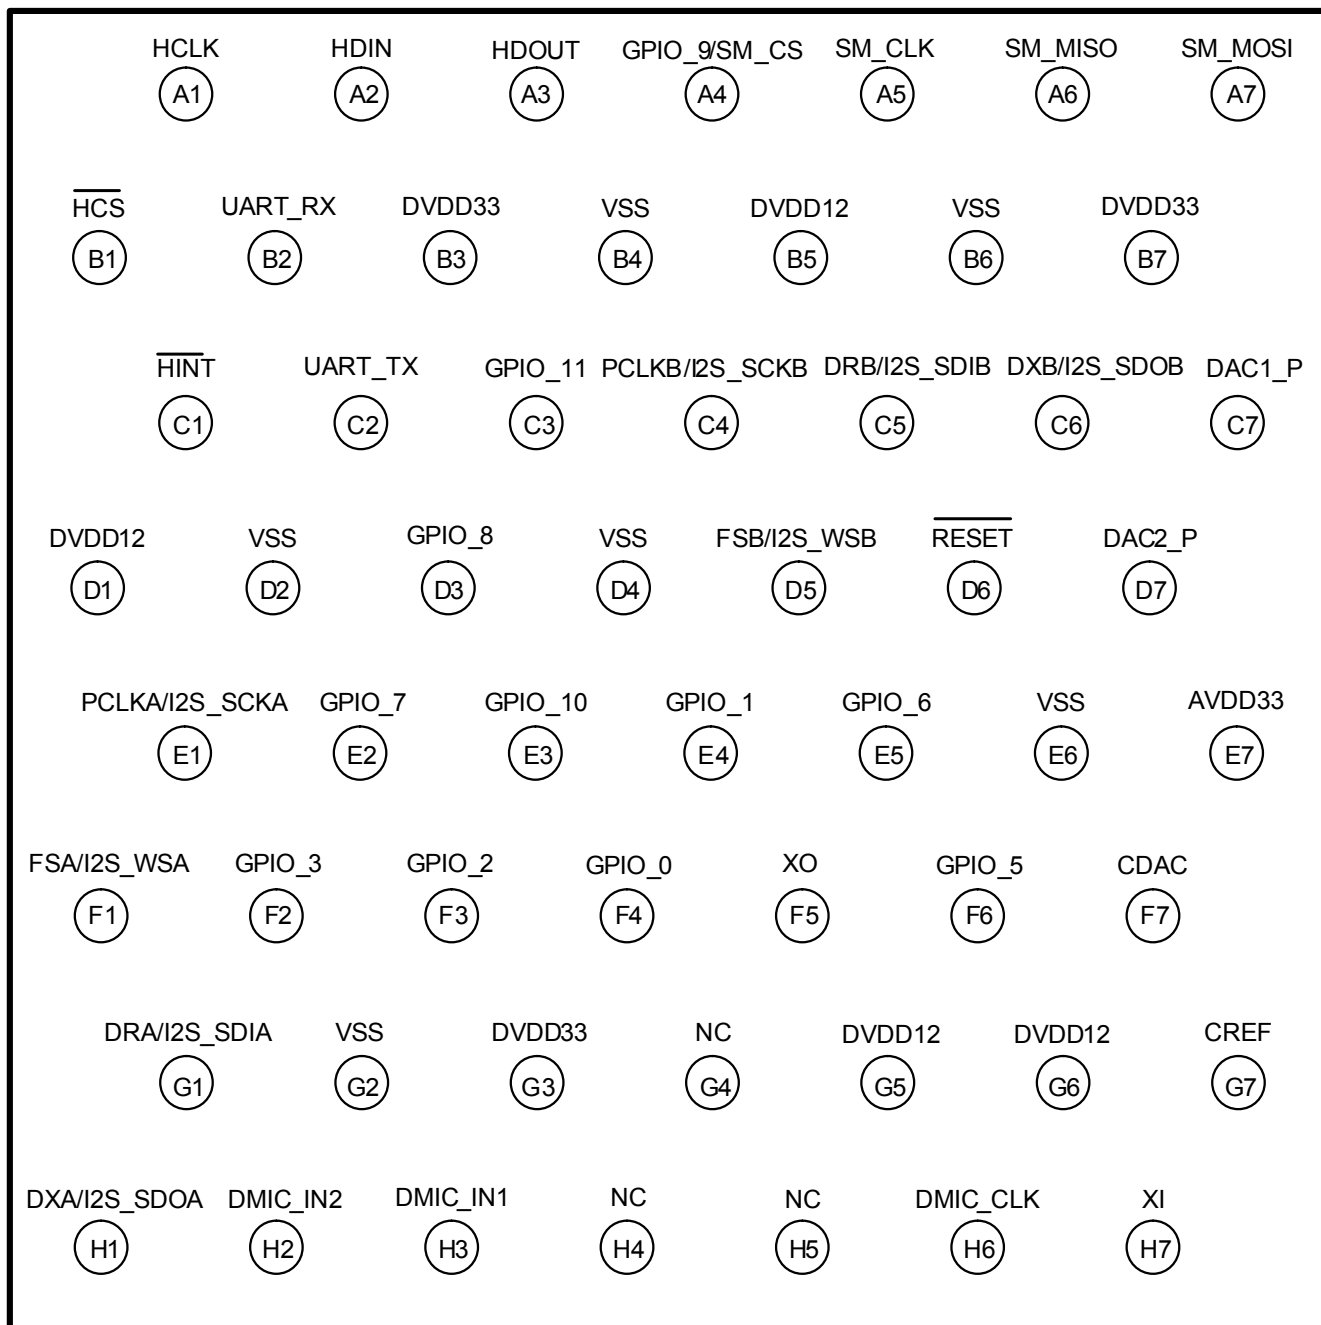 HCLK HDIN HDOUT GPIO_9/SM_CS SM_CLK SM_MISO SM_MOSI
A1 A2 A3 A4 A5 A6 A7
HCS UART_RX DVDD33 VSS DVDD12 VSS DVDD33
B1 B2 B3 B4 B5 B6 B7
HINT UART_TX GPIO_11 PCLKB/I2S_SCKB DRB/I2S_SDIB DXB/I2S_SDOB DAC1_P
C1 C2 C3 C4 C5 C6 C7
DVDD12 VSS GPIO_8 VSS FSB/I2S_WSB RESET DAC2_P
D1 D2 D3 D4 D5 D6 D7
PCLKA/I2S_SCKA GPIO_7 GPIO_10 GPIO_1 GPIO_6 VSS AVDD33
E1 E2 E3 E4 E5 E6 E7
FSA/I2S_WSA GPIO_3 GPIO_2 GPIO_0 XO GPIO_5 CDAC
F1 F2 F3 F4 F5 F6 F7
DRA/I2S_SDIA VSS DVDD33 NC DVDD12 DVDD12 CREF
G1 G2 G3 G4 G5 G6 G7
DXA/I2S_SDOA DMIC_IN2 DMIC_IN1 NC NC DMIC_CLK XI
H1 H2 H3 H4 H5 H6 H7